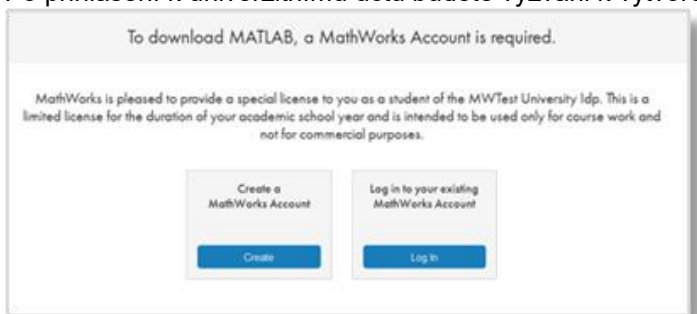 To download MATLAB, a MathWorks Account is required.
MathWorks is pleased to provide a special license to you as a student of the MWTest University Idp. This is a
limited license for the duration of your academic school year and is intended to be used only for course work and
not for commercial purposes.
Create a
MathWorks Account
Create
Log in to your existing
MathWorks Account
Log In